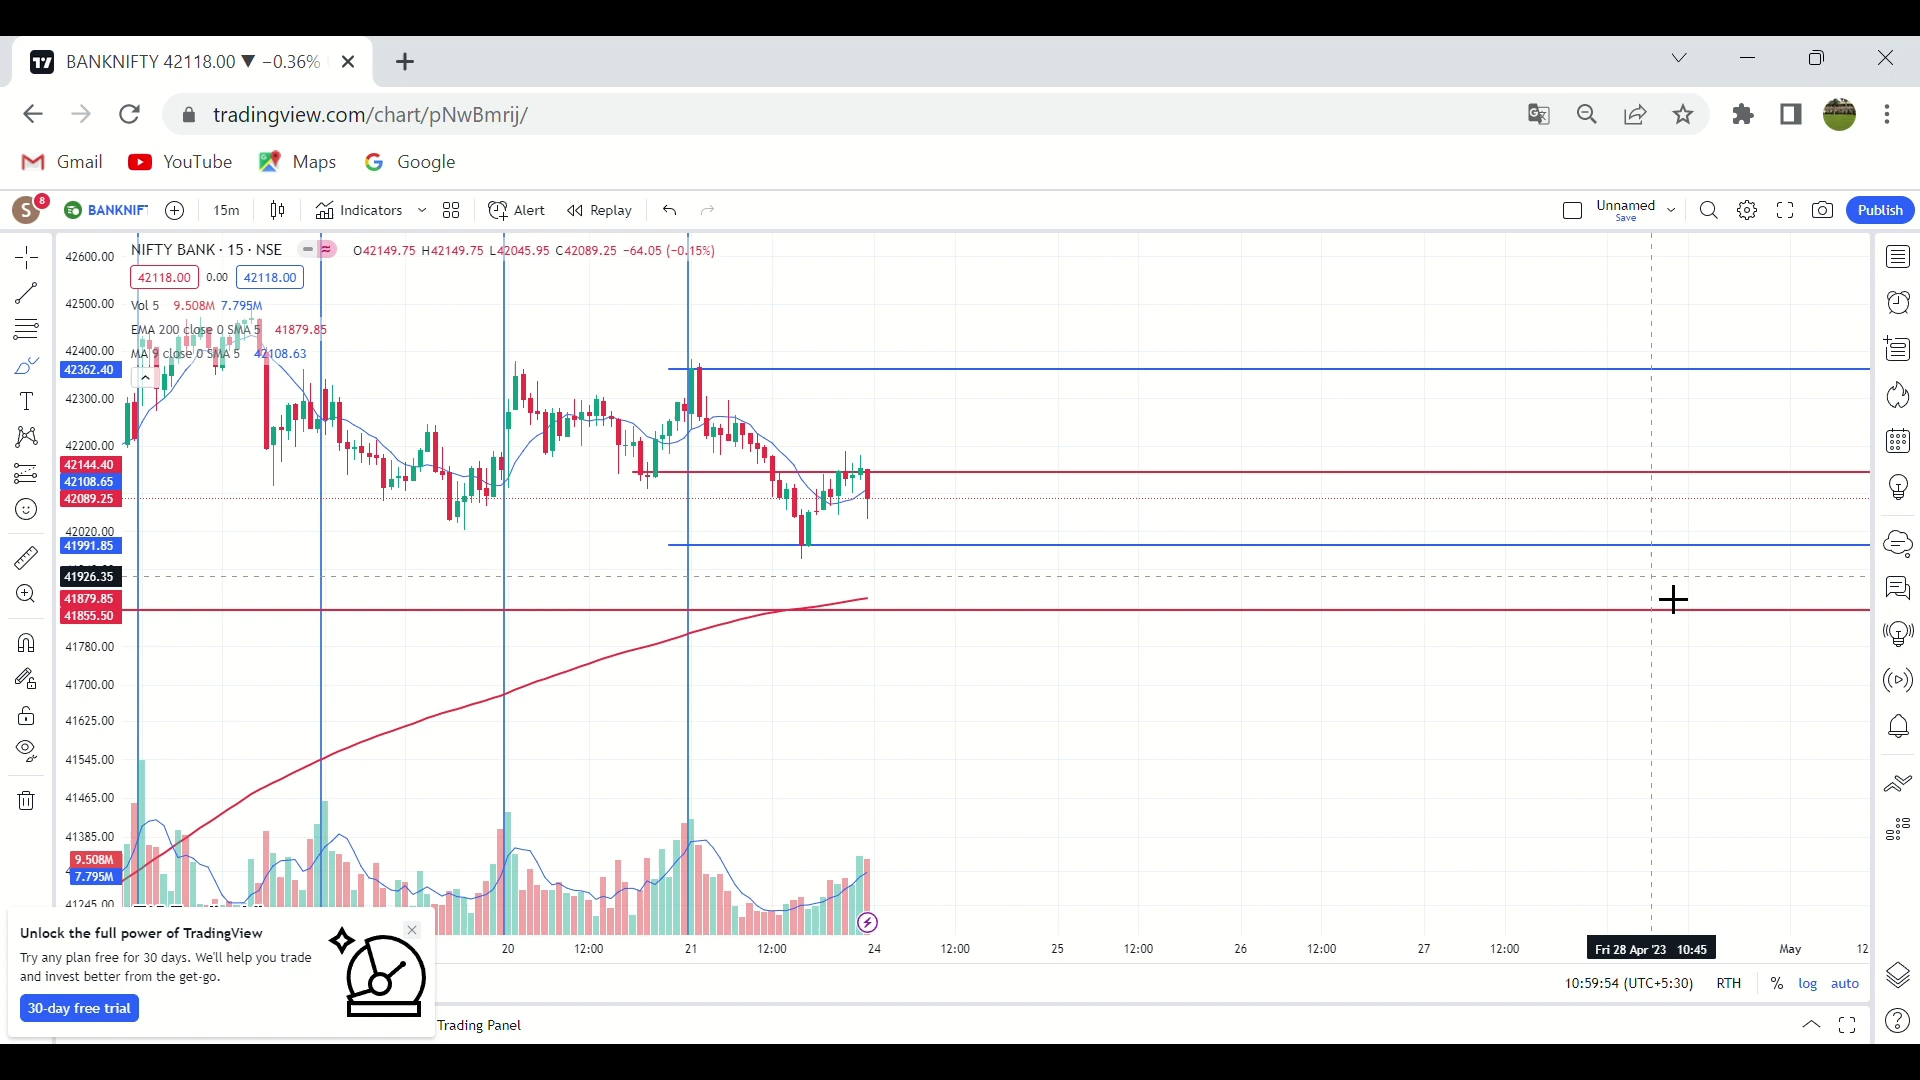 BANKNIFTY 42118.00 ▼ −0.36%
tradingview.com/chart/pNwBmrij/
Gmail YouTube Maps Google
S 8 BANKNIF 15m Indicators Alert Replay Unnamed Save Publish
NIFTY BANK · 15 · NSE O42149.75 H42149.75 L42045.95 C42089.25 −64.05 (−0.15%)
42118.00 0.00 42118.00
Vol 5 9.508M 7.795M
EMA 200 close 0 SMA 5 41879.85
MA 9 close 0 SMA 5 42108.63
42600.00
42500.00
42400.00
42362.40
42300.00
42200.00
42144.40
42108.65
42089.25
42020.00
41991.85
41926.35
41879.85
41855.50
41780.00
41700.00
41625.00
41545.00
41465.00
41385.00
9.508M
7.795M
41245.00
20 12:00 21 12:00 24 12:00 25 12:00 26 12:00 27 12:00 Fri 28 Apr '23 10:45 May 12
10:59:54 (UTC+5:30) RTH % log auto
Unlock the full power of TradingView
Try any plan free for 30 days. We'll help you trade
and invest better from the get-go.
30-day free trial
Trading Panel